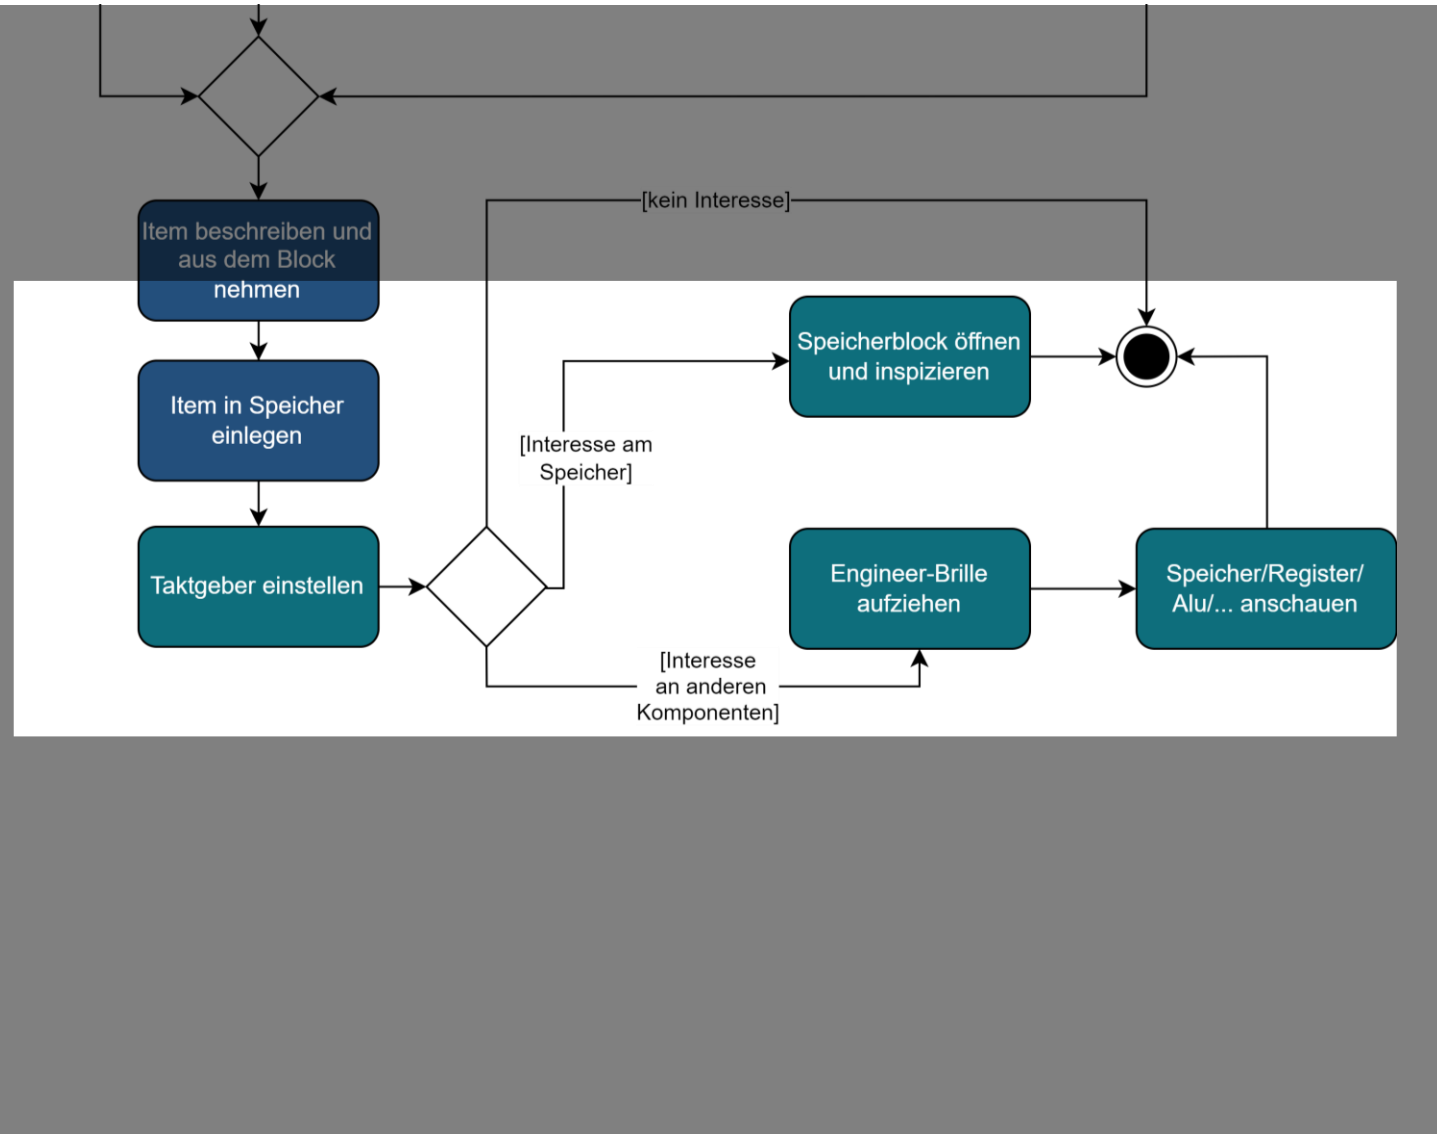 [kein Interesse]
Item beschreiben und
aus dem Block
nehmen
Speicherblock öffnen
und inspizieren
Item in Speicher
einlegen
[Interesse am
Speicher]
Taktgeber einstellen
Engineer-Brille
aufziehen
Speicher/Register/
Alu/... anschauen
[Interesse
an anderen
Komponenten]